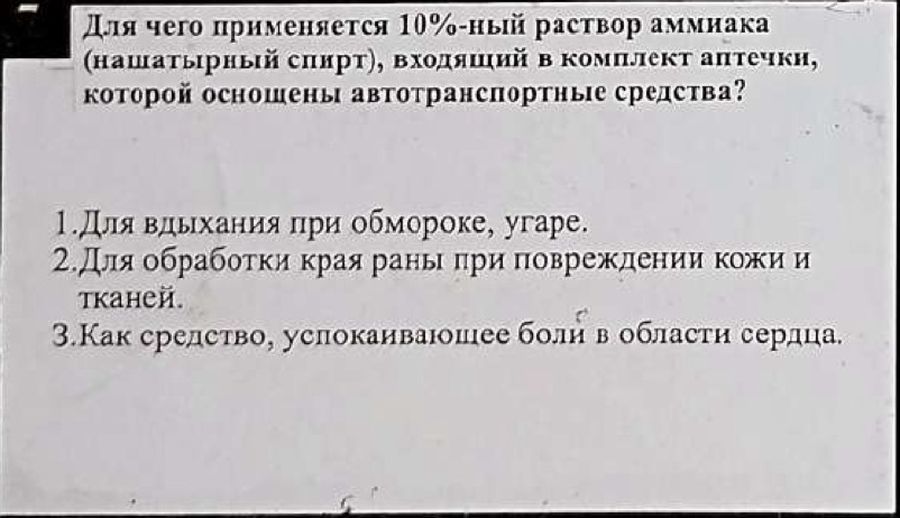 Для чего применяется 10%-ный раствор аммиака
(нашатырный спирт), входящий в комплект аптечки,
которой оснощены автотранспортные средства?
1.Для вдыхания при обмороке, угаре.
2.Для обработки края раны при повреждении кожи и
тканей.
3.Как средство, успокаивающее боли в области сердца.